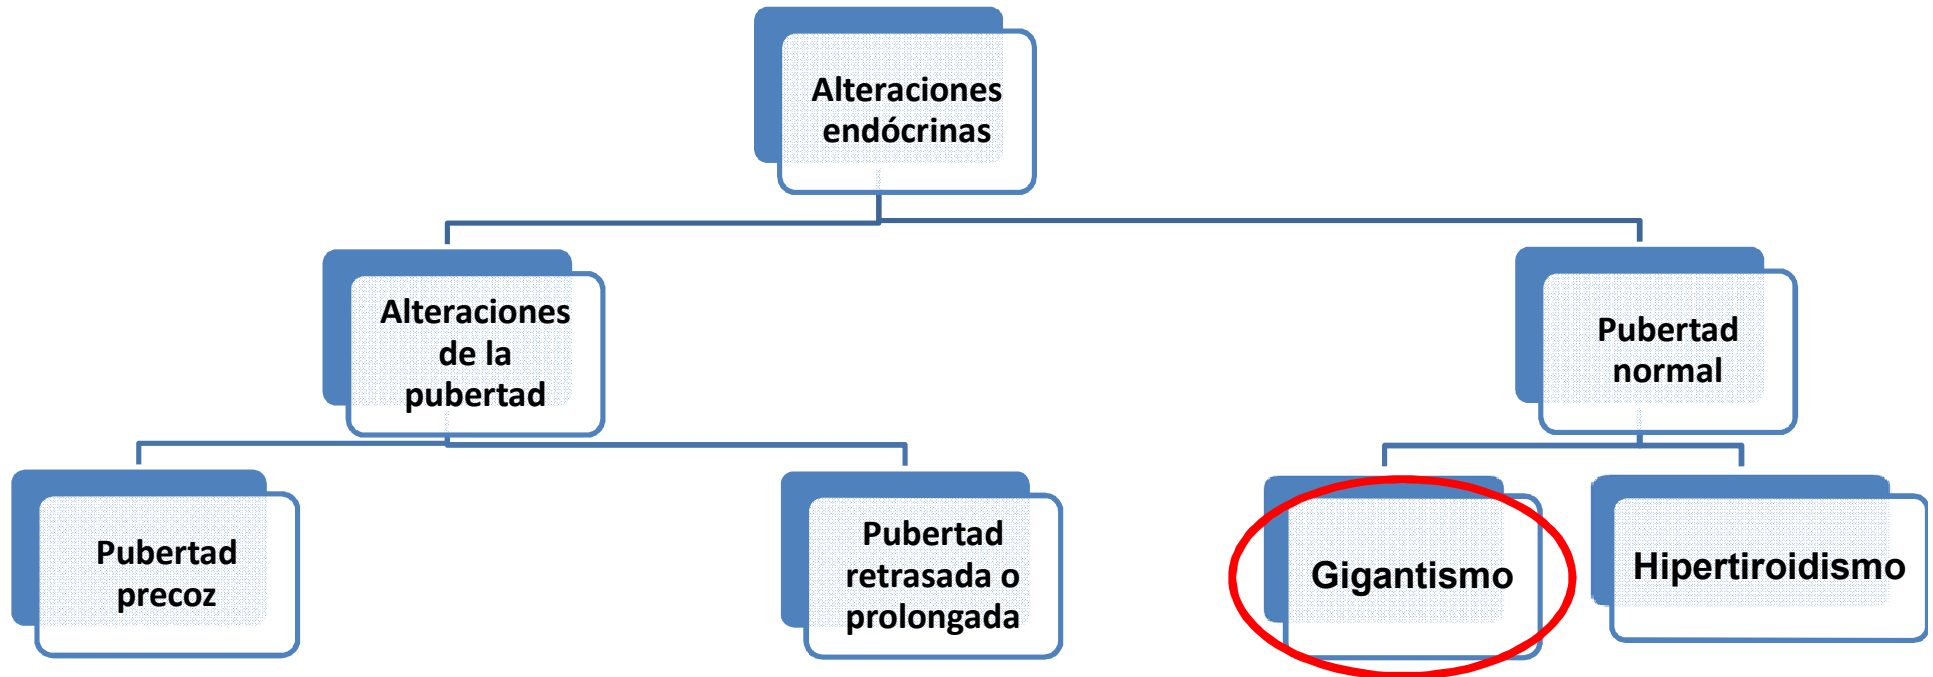 Alteraciones
endócrinas
Alteraciones
de la
pubertad
Pubertad
normal
Pubertad
precoz
Pubertad
retrasada o
prolongada
Gigantismo
Hipertiroidismo